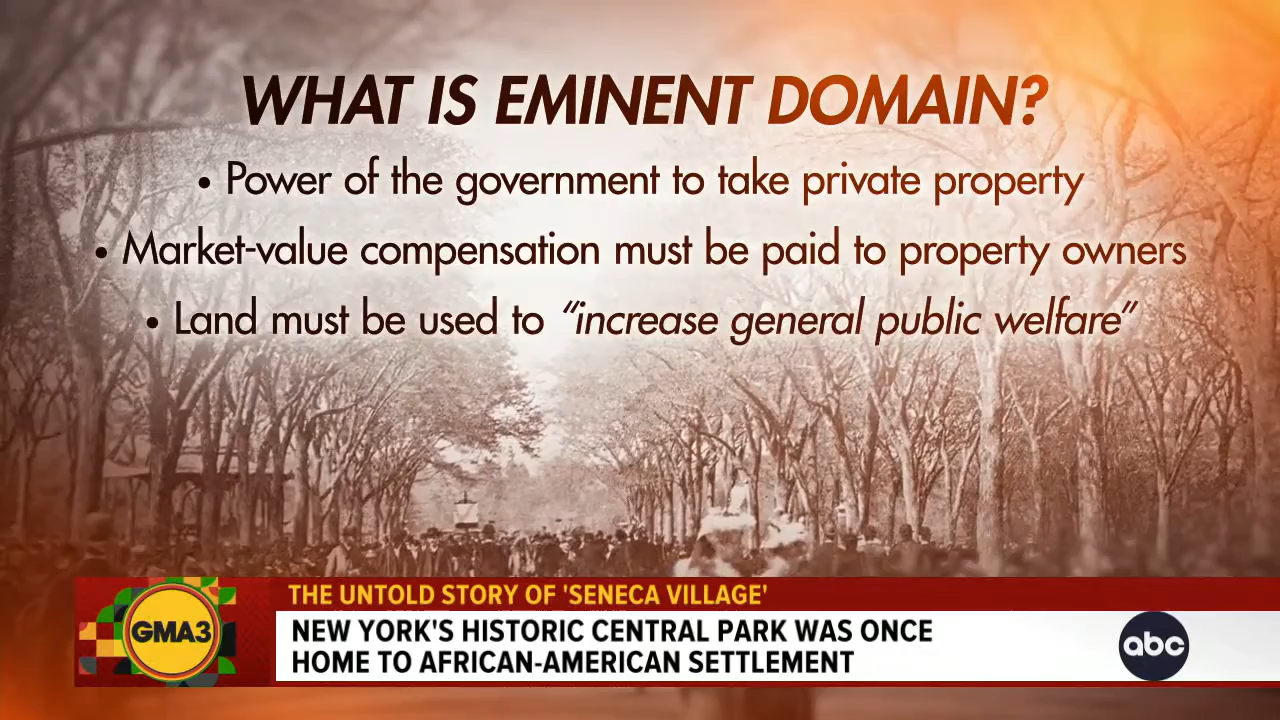 WHAT IS EMINENT DOMAIN?
• Power of the government to take private property
• Market-value compensation must be paid to property owners
• Land must be used to “increase general public welfare”
THE UNTOLD STORY OF 'SENECA VILLAGE'
GMA3
NEW YORK'S HISTORIC CENTRAL PARK WAS ONCE
HOME TO AFRICAN-AMERICAN SETTLEMENT
abc